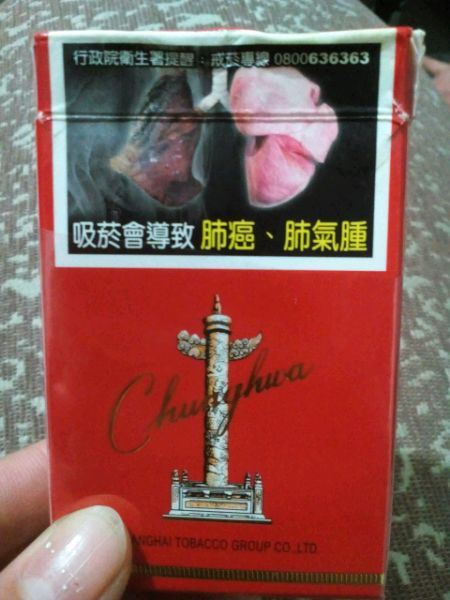 行政院衛生署提醒：戒菸專線 0800636363
吸菸會導致 肺癌、肺氣腫
Chunghwa
ANGHAI TOBACCO GROUP CO.,LTD.